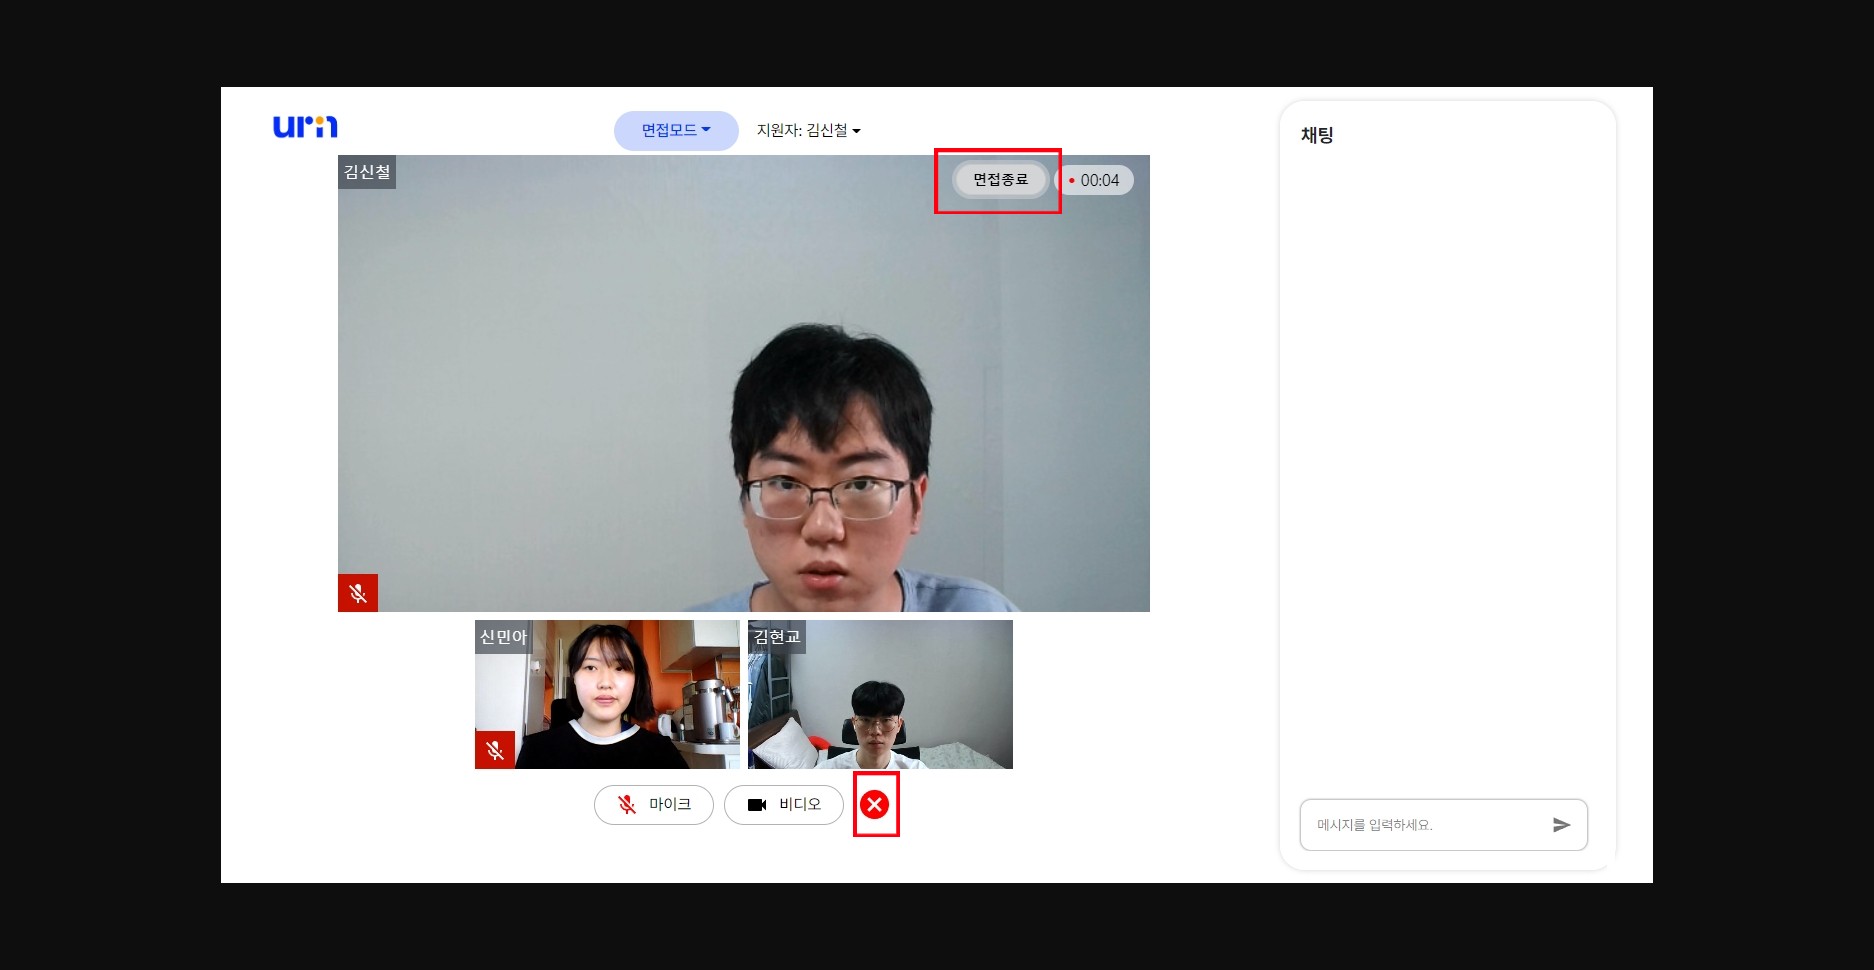 urn
면접모드
지원자: 김신철
김신철
면접종료
00:04
신민아
김현교
마이크
비디오
채팅
메시지를 입력하세요.